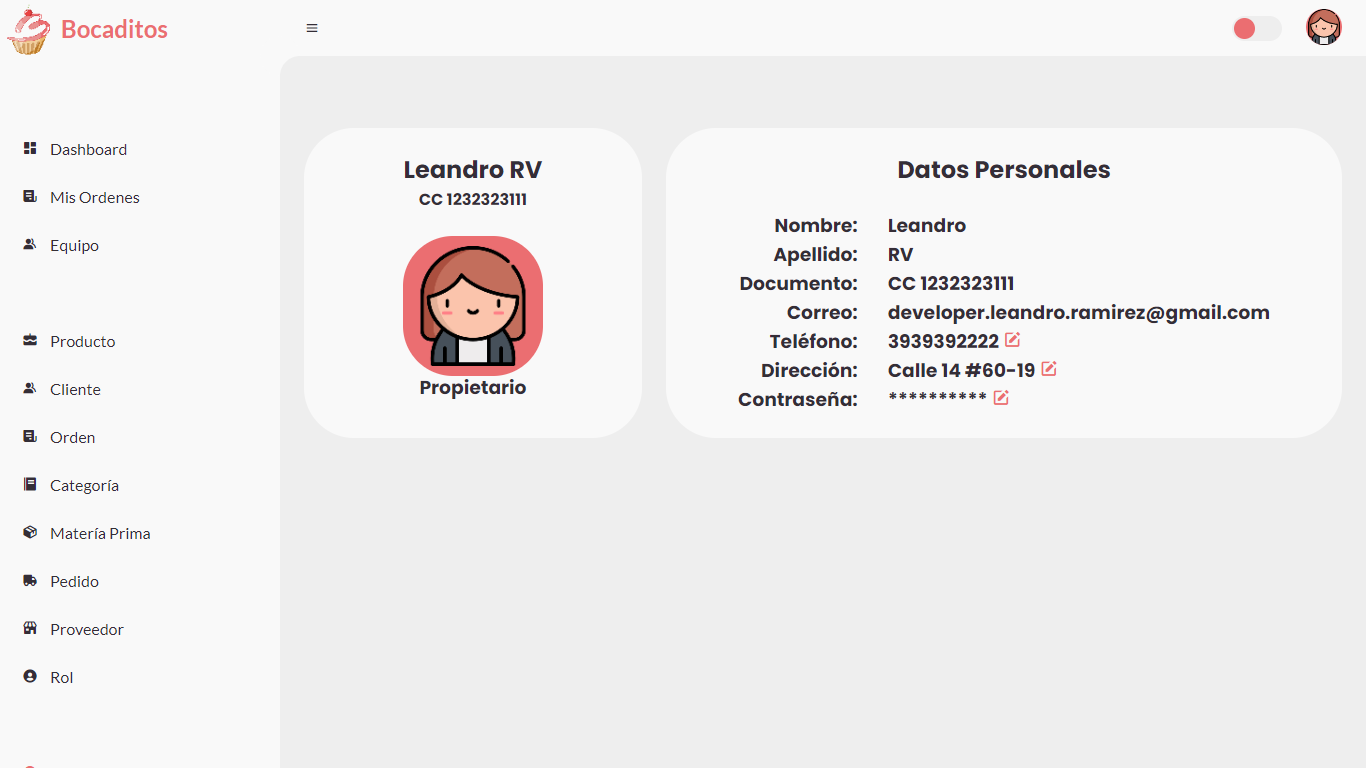 Bocaditos
Dashboard
Mis Ordenes
Equipo
Producto
Cliente
Orden
Categoría
Matería Prima
Pedido
Proveedor
Rol
Leandro RV
CC 1232323111
Propietario
Datos Personales
Nombre: Leandro
Apellido: RV
Documento: CC 1232323111
Correo: developer.leandro.ramirez@gmail.com
Teléfono: 3939392222
Dirección: Calle 14 #60-19
Contraseña: **********